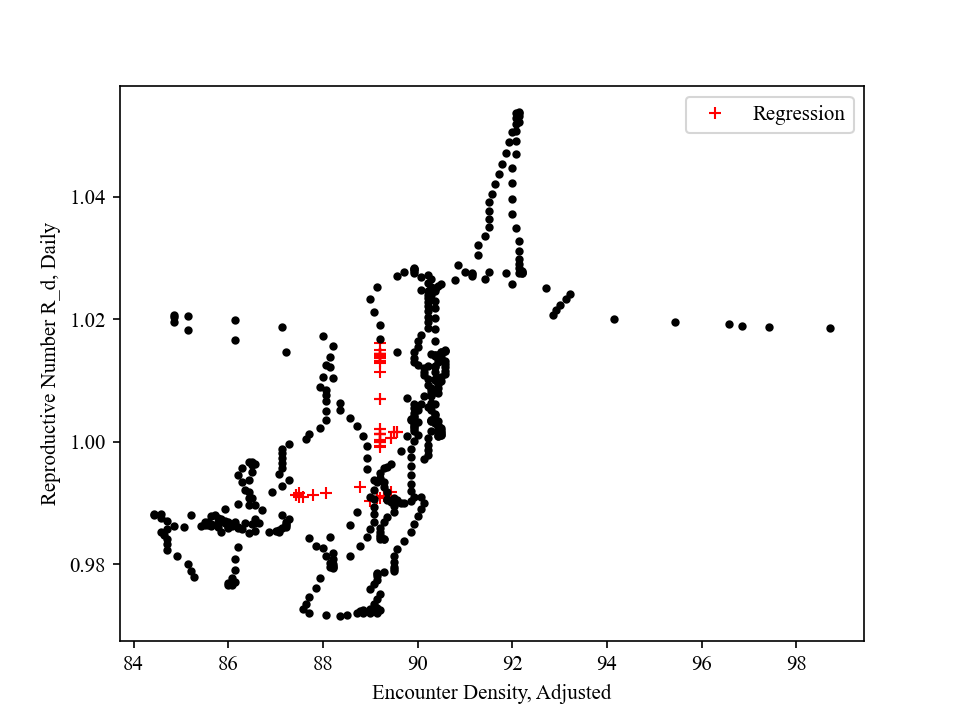 Regression
1.04
1.02
1.00
0.98
Reproductive Number R_d, Daily
84 86 88 90 92 94 96 98
Encounter Density, Adjusted